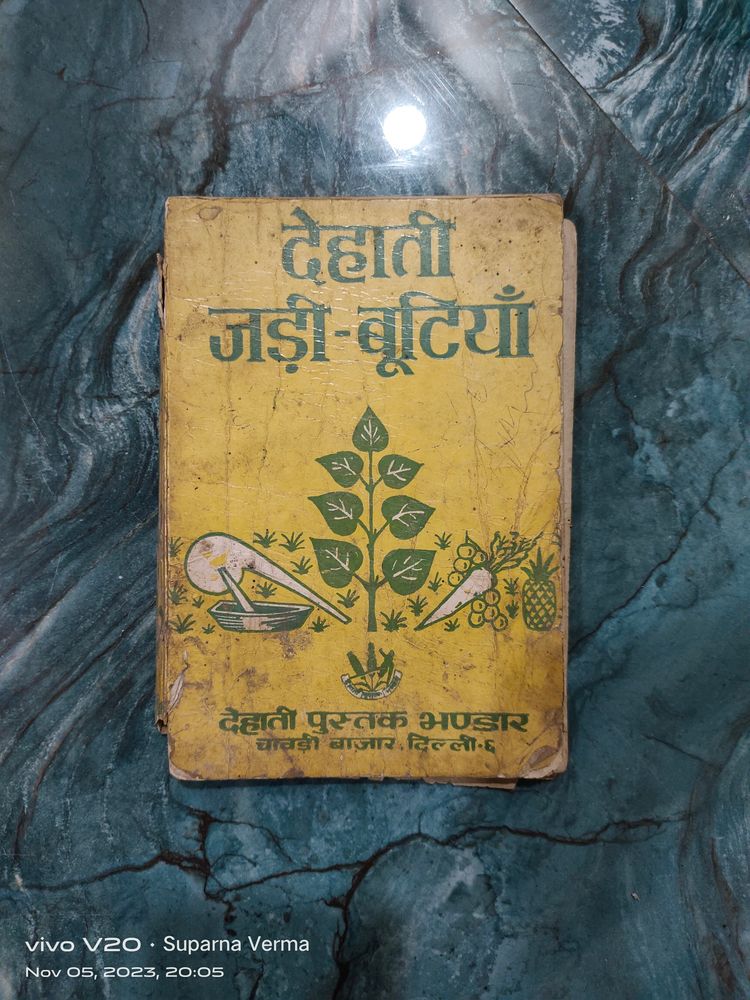 देहाती
जड़ी-बूटियाँ
देहाती पुस्तक भण्डार
चावड़ी बाज़ार, दिल्ली-६
vivo V20 · Suparna Verma
Nov 05, 2023, 20:05